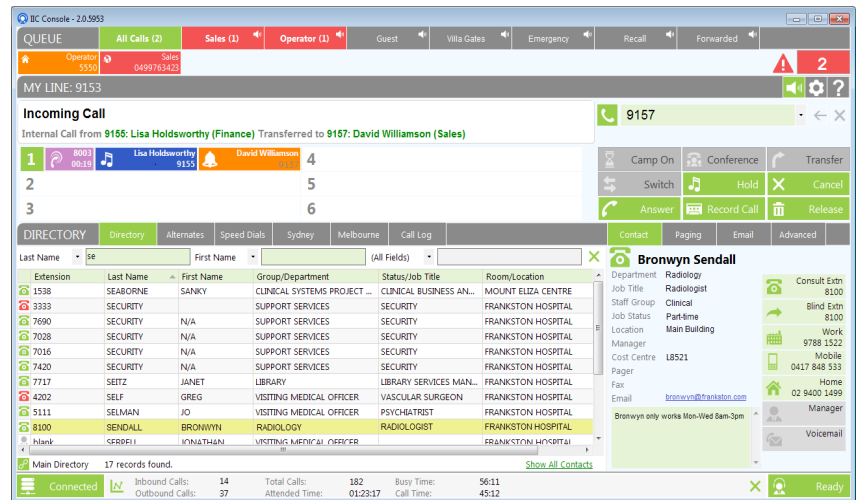 IIC Console - 2.0.5953
QUEUE All Calls (2) Sales (1) Operator (1) Guest Villa Gates Emergency Recall Forwarded
Operator Sales
5550 0499763423 2
MY LINE: 9153 ?
Incoming Call
Internal Call from 9155: Lisa Holdsworthy (Finance) Transferred to 9157: David Williamson (Sales)
9157
1 8003 Lisa Holdsworthy David Williamson 4
00:19 9155 9157
2 5
3 6
Camp On Conference Transfer
Switch Hold Cancel
Answer Record Call Release
DIRECTORY Directory Alternates Speed Dials Sydney Melbourne Call Log
Last Name se First Name (All Fields)
Extension Last Name First Name Group/Department Status/Job Title Room/Location
1538 SEABORNE SANKY CLINICAL SYSTEMS PROJECT ... CLINICAL BUSINESS AN... MOUNT ELIZA CENTRE
3333 SECURITY SUPPORT SERVICES SECURITY FRANKSTON HOSPITAL
7690 SECURITY N/A SUPPORT SERVICES SECURITY FRANKSTON HOSPITAL
7028 SECURITY N/A SUPPORT SERVICES SECURITY FRANKSTON HOSPITAL
7016 SECURITY N/A SUPPORT SERVICES SECURITY FRANKSTON HOSPITAL
7420 SECURITY N/A SUPPORT SERVICES SECURITY FRANKSTON HOSPITAL
7717 SEITZ JANET LIBRARY LIBRARY SERVICES MAN... FRANKSTON HOSPITAL
4202 SELF GREG VISITING MEDICAL OFFICER VASCULAR SURGEON FRANKSTON HOSPITAL
5111 SELMAN JO VISITING MEDICAL OFFICER PSYCHIATRIST FRANKSTON HOSPITAL
8100 SENDALL BRONWYN RADIOLOGY RADIOLOGIST FRANKSTON HOSPITAL
blank SERPELL JONATHAN VISITING MEDICAL OFFICER FRANKSTON HOSPITAL
Main Directory 17 records found. Show All Contacts
Contact Paging Email Advanced
Bronwyn Sendall
Department Radiology
Job Title Radiologist
Staff Group Clinical
Job Status Part-time
Location Main Building
Manager
Cost Centre L8521
Pager
Fax
Email bronwyn@frankston.com
Bronwyn only works Mon-Wed 8am-3pm
Consult Extn
8100
Blind Extn
8100
Work
9788 1522
Mobile
0417 848 533
Home
02 9400 1499
Manager
Voicemail
Connected Inbound Calls: 14 Total Calls: 182 Busy Time: 56:11 Ready
Outbound Calls: 37 Attended Time: 01:23:17 Call Time: 45:12